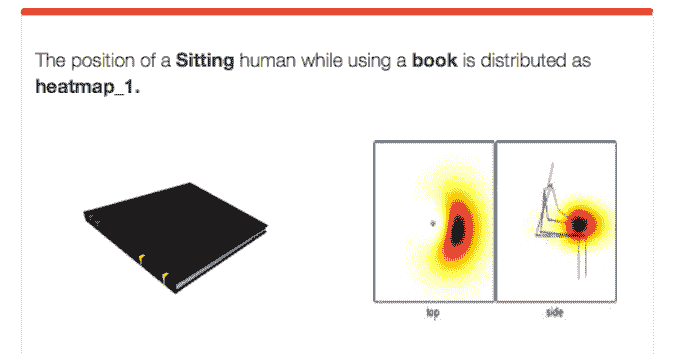 The position of a Sitting human while using a book is distributed as
heatmap_1.
top
side